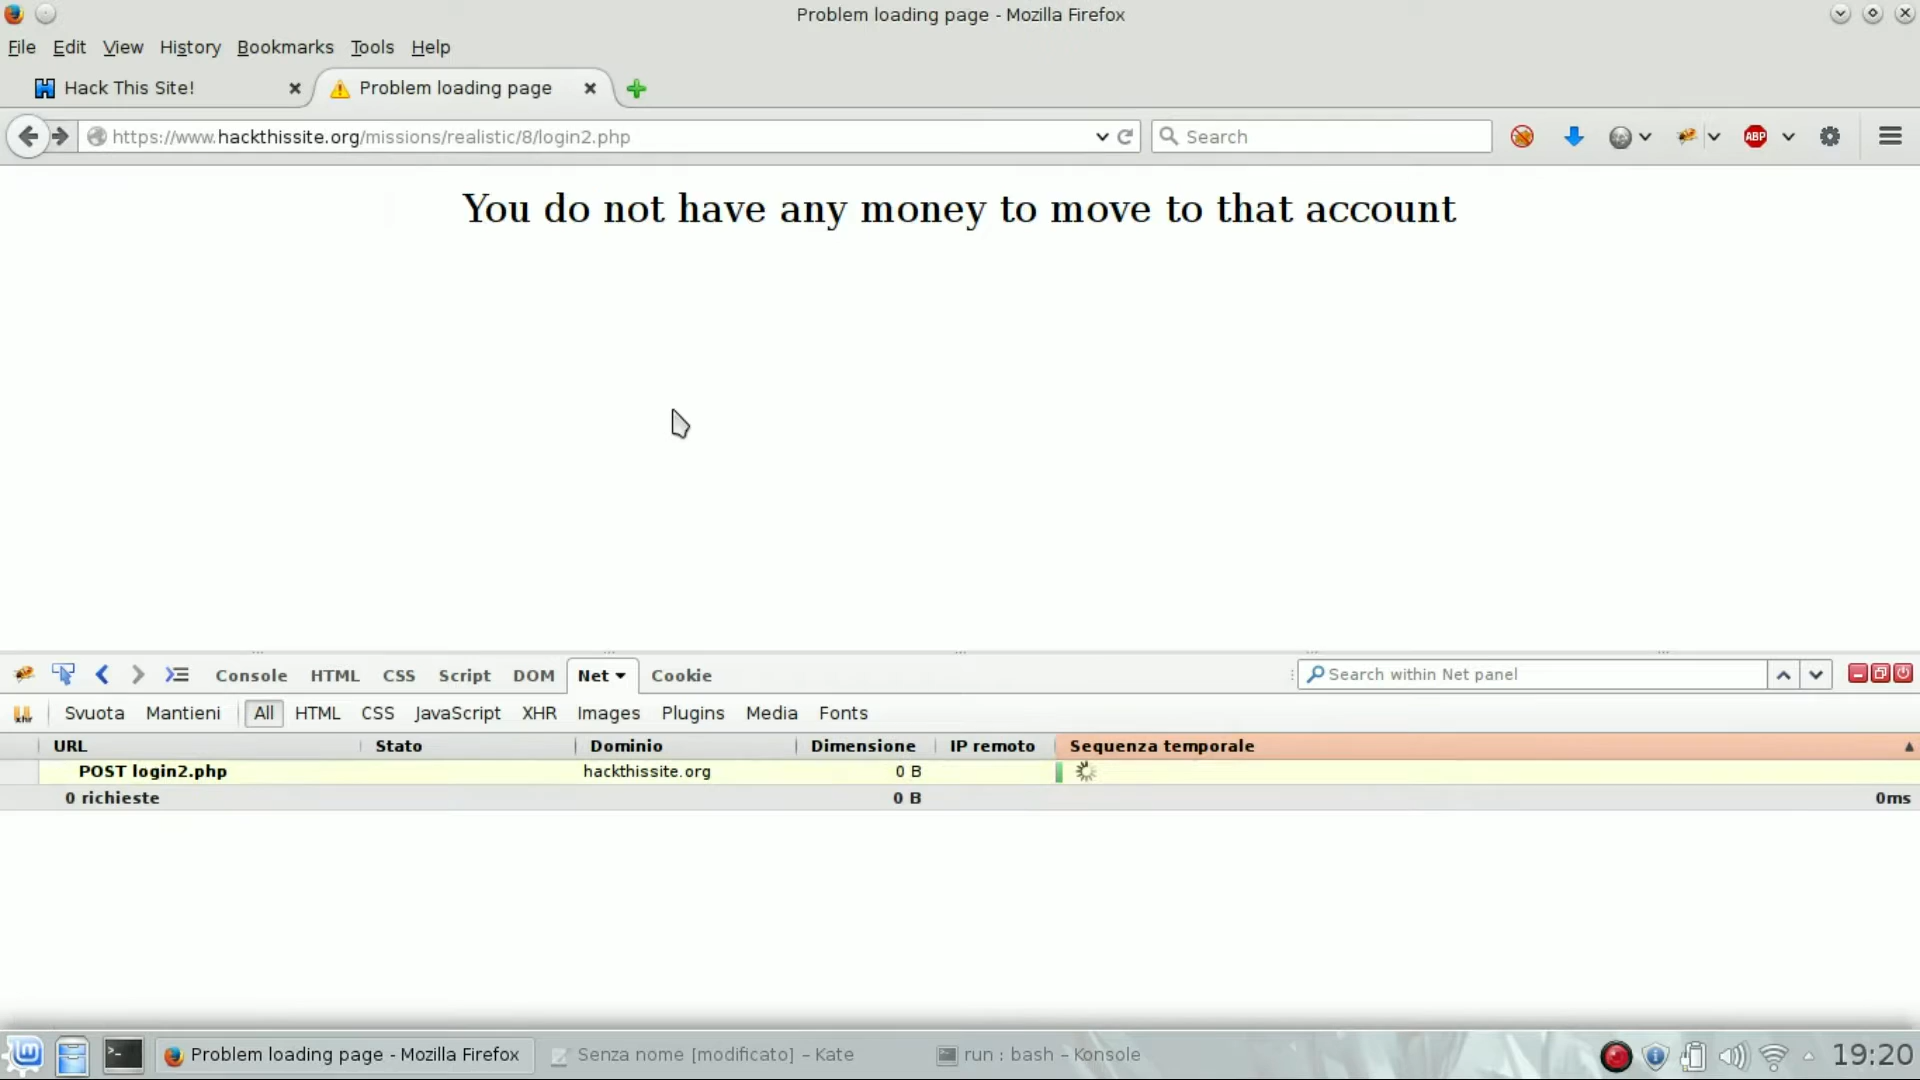 Problem loading page - Mozilla Firefox
File Edit View History Bookmarks Tools Help
Hack This Site!
Problem loading page
https://www.hackthissite.org/missions/realistic/8/login2.php
Search
ABP
You do not have any money to move to that account
Console HTML CSS Script DOM Net Cookie
Search within Net panel
xhr Svuota Mantieni All HTML CSS JavaScript XHR Images Plugins Media Fonts
URL Stato Dominio Dimensione IP remoto Sequenza temporale
POST login2.php hackthissite.org 0 B
0 richieste 0 B 0ms
Problem loading page - Mozilla Firefox
Senza nome [modificato] – Kate
run : bash – Konsole
19:20